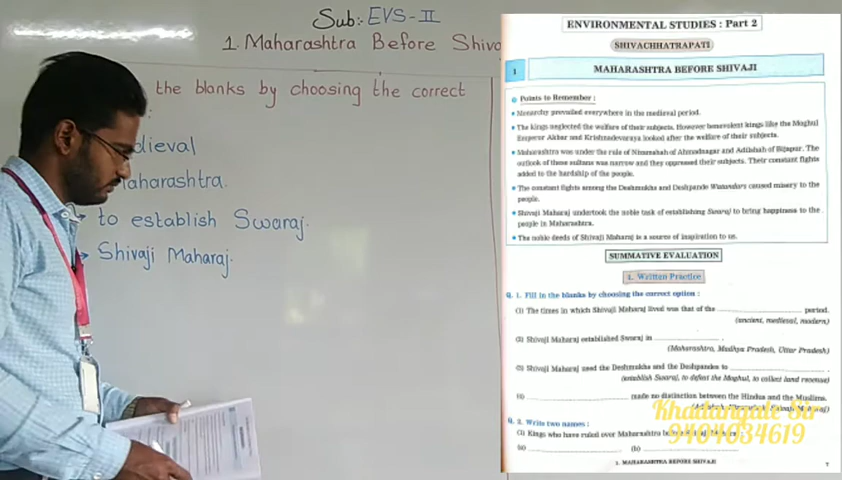 Sub:- EVS-II
1. Maharashtra Before Shiva
the blanks by choosing the correct
dieval
aharashtra.
to establish Swaraj.
Shivaji Maharaj.
ENVIRONMENTAL STUDIES : Part 2
SHIVACHHATRAPATI
1
MAHARASHTRA BEFORE SHIVAJI
Points to Remember :
• Monarchy prevailed everywhere in the medieval period.
• The kings neglected the welfare of their subjects. However benevolent kings like the Moghul
Emperor Akbar and Krishnadevaraya looked after the welfare of their subjects.
• Maharashtra was under the rule of Nizamshah of Ahmadnagar and Adilshah of Bijapur. The
outlook of these sultans was narrow and they oppressed their subjects. Their constant fights
added to the hardship of the people.
• The constant fights among the Deshmukhs and Deshpande Watandars caused misery to the
people.
• Shivaji Maharaj undertook the noble task of establishing Swaraj to bring happiness to the
people in Maharashtra.
• The noble deeds of Shivaji Maharaj is a source of inspiration to us.
SUMMATIVE EVALUATION
1. Written Practice
Q. 1. Fill in the blanks by choosing the correct option :
(1) The times in which Shivaji Maharaj lived was that of the ____________ period.
(ancient, medieval, modern)
(2) Shivaji Maharaj established Swaraj in ____________ .
(Maharashtra, Madhya Pradesh, Uttar Pradesh)
(3) Shivaji Maharaj used the Deshmukhs and the Deshpandes to ____________ .
(establish Swaraj, to defeat the Moghul, to collect land revenue)
(4) ____________ made no distinction between the Hindus and the Muslims.
Khadangale Sir
9404034619
Q. 2. Write two names :
(1) Kings who have ruled over Maharashtra
(a) ____________ (b) ____________
1. MAHARASHTRA BEFORE SHIVAJI
7